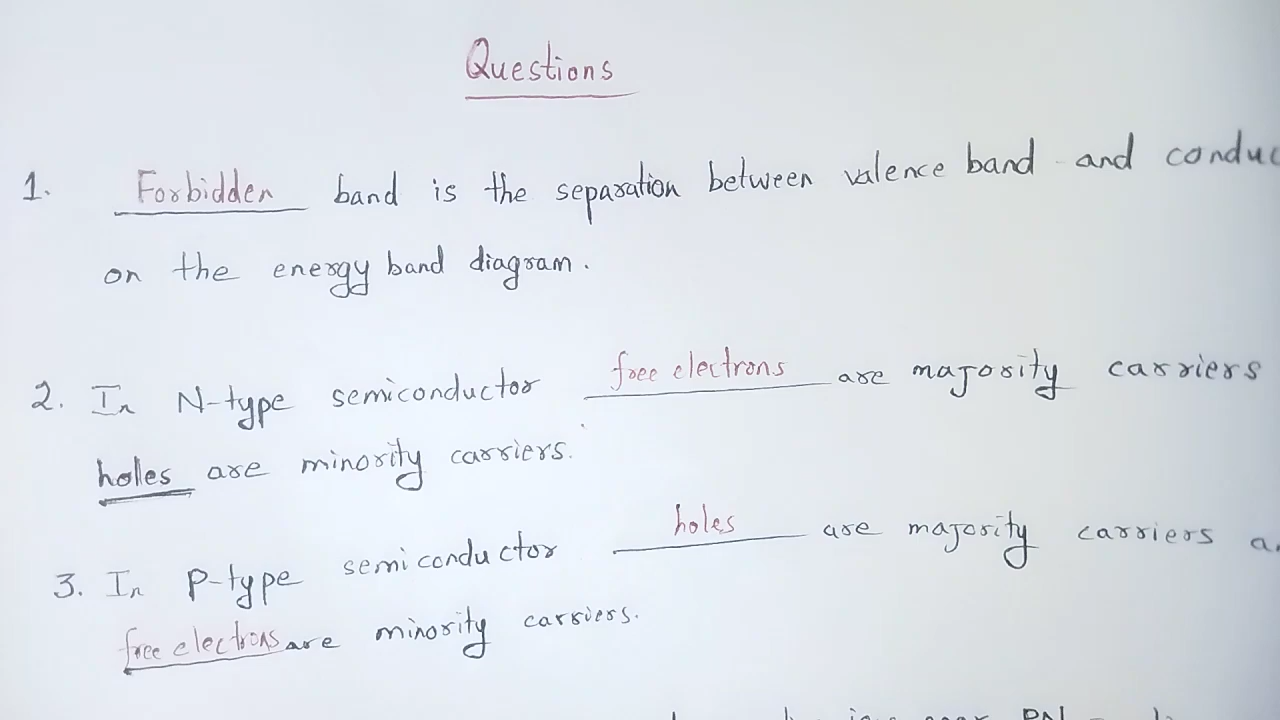 Questions
1. Forbidden band is the separation between valence band and conduc
on the energy band diagram.
2. In N-type semiconductor free electrons are majority carriers
holes are minority carriers.
3. In P-type semiconductor holes are majority carriers a
free electrons are minority carriers.